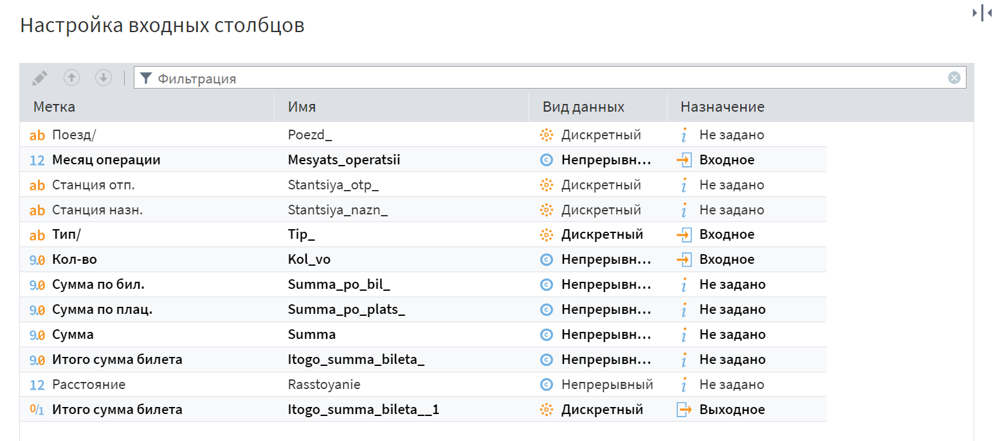 Настройка входных столбцов
Фильтрация
Метка Имя Вид данных Назначение
ab Поезд/ Poezd_ Дискретный Не задано
12 Месяц операции Mesyats_operatsii Непрерывн... Входное
ab Станция отп. Stantsiya_otp_ Дискретный Не задано
ab Станция назн. Stantsiya_nazn_ Дискретный Не задано
ab Тип/ Tip_ Дискретный Входное
9.0 Кол-во Kol_vo Непрерывн... Входное
9.0 Сумма по бил. Summa_po_bil_ Непрерывн... Не задано
9.0 Сумма по плац. Summa_po_plats_ Непрерывн... Не задано
9.0 Сумма Summa Непрерывн... Не задано
9.0 Итого сумма билета Itogo_summa_bileta_ Непрерывн... Не задано
12 Расстояние Rasstoyanie Непрерывный Не задано
0/1 Итого сумма билета Itogo_summa_bileta__1 Дискретный Выходное